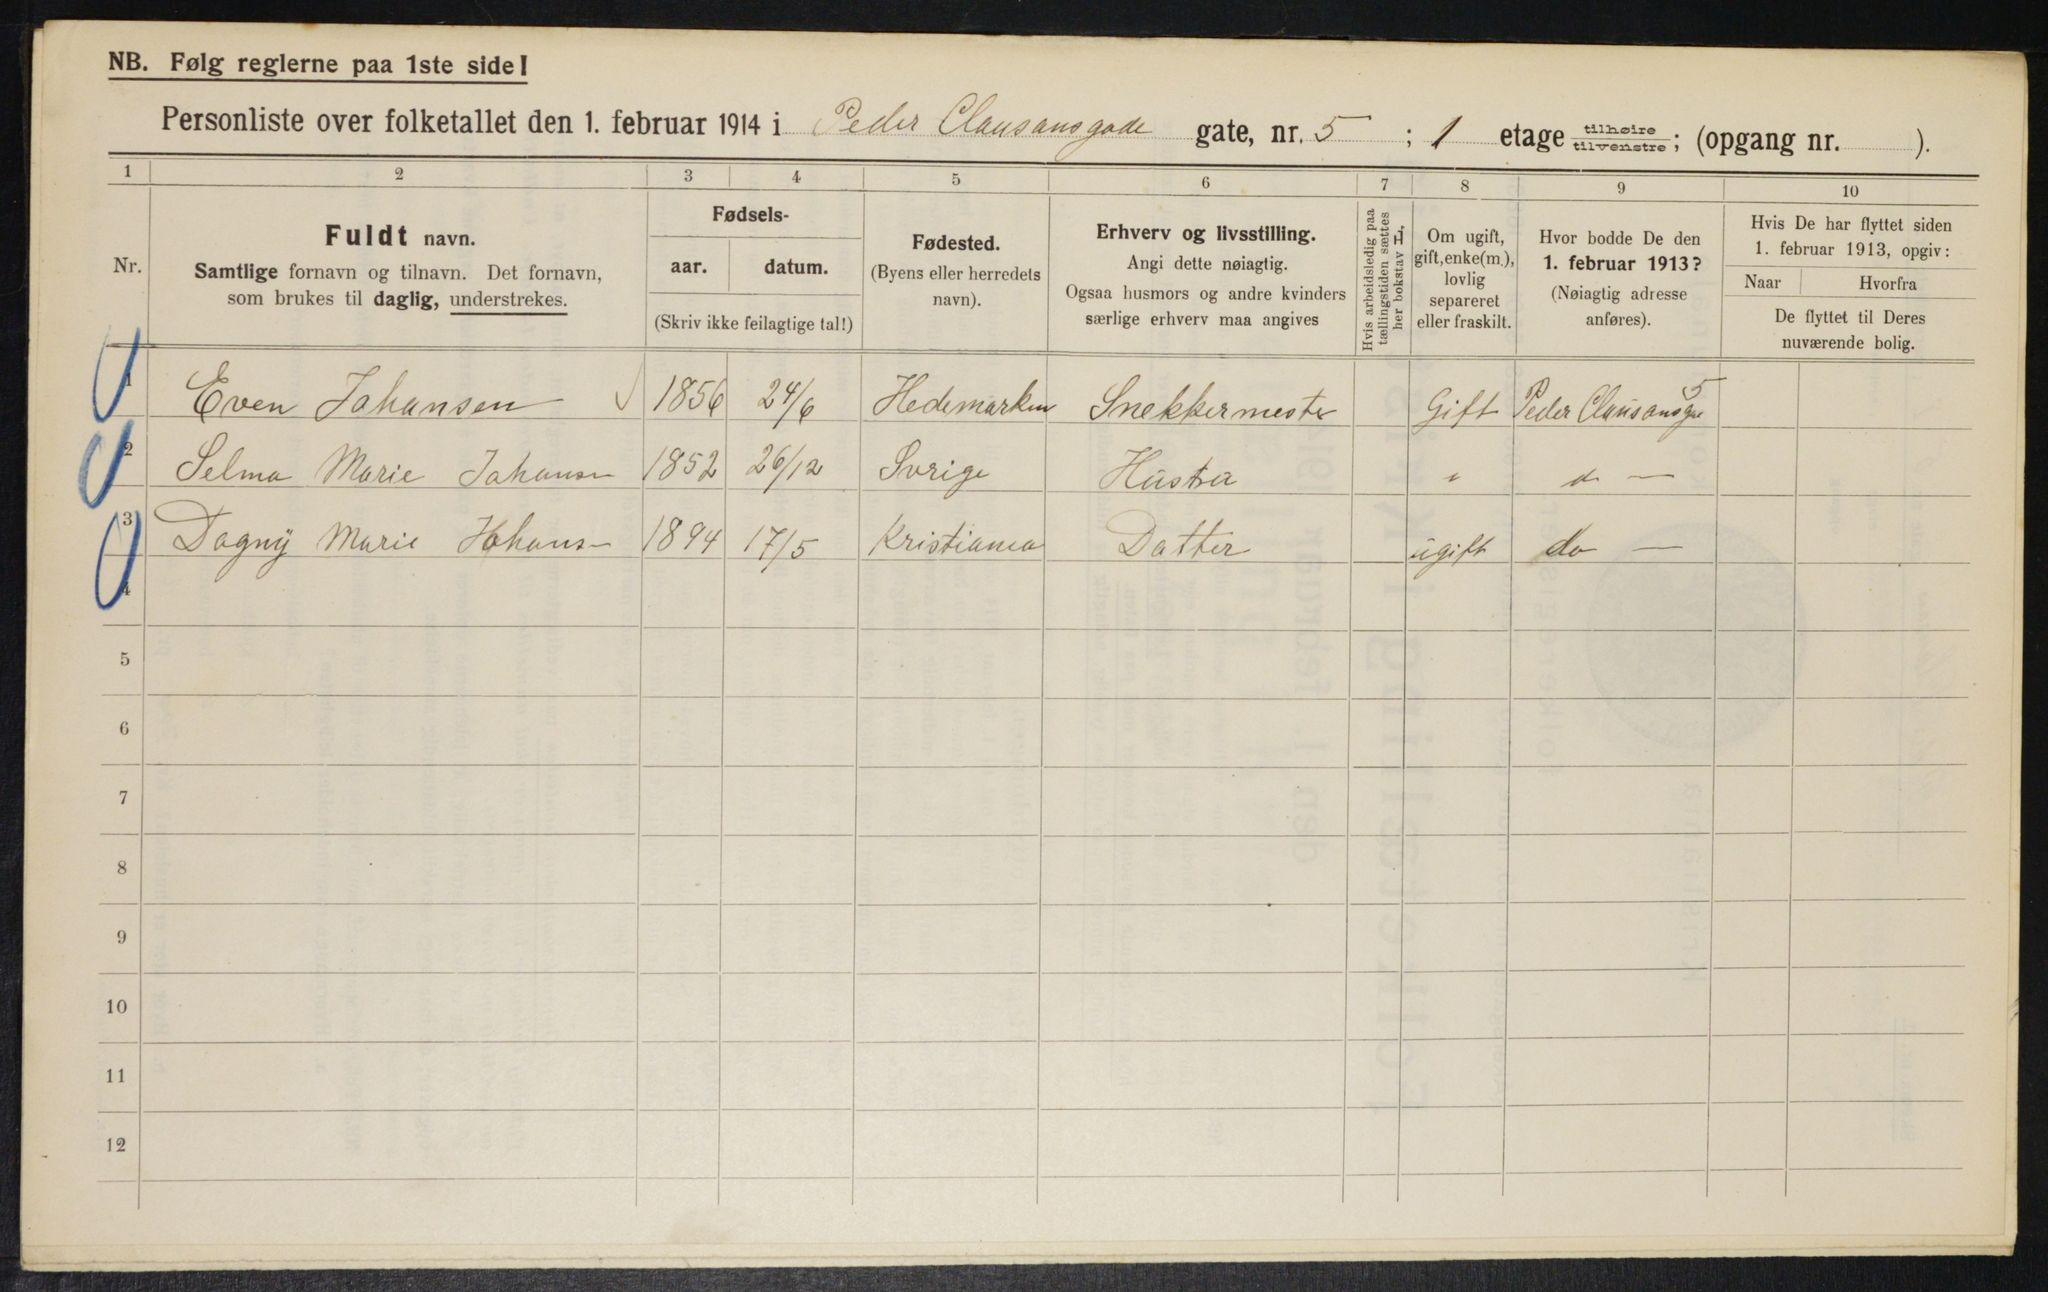 NB. Følg reglerne paa 1ste side!
Personliste over folketallet den 1. februar 1914 i Peder Clausønsgade gate, nr. 5 ; 1 etage tilhøire tilvenstre ; (opgang nr. ).
1 2 3 4 5 6 7 8 9 10
Nr.
Fuldt navn.
Samtlige fornavn og tilnavn. Det fornavn,
som brukes til daglig, understrekes.
Fødsels-
aar. datum.
(Skriv ikke feilagtige tal!)
Fødested.
(Byens eller herredets
navn).
Erhverv og livsstilling.
Angi dette nøiagtig.
Ogsaa husmors og andre kvinders
særlige erhverv maa angives
Hvis arbeidsledig paa
tællingstiden sættes
her bokstav H.
Om ugift,
gift, enke(m.),
lovlig
separeret
eller fraskilt.
Hvor bodde De den
1. februar 1913?
(Nøiagtig adresse
anføres).
Hvis De har flyttet siden
1. februar 1913, opgiv:
Naar Hvorfra
De flyttet til Deres
nuværende bolig.
1 Even Johansen 1856 24/6 Hedemarken Snekkermester Gift Peder Clausønsge 5
2 Selma Marie Johansn 1852 26/12 Sverige Hustru " d —
3 Dagny Marie Johansn 1894 17/5 Kristiania Datter ugift do —
4
5
6
7
8
9
10
11
12